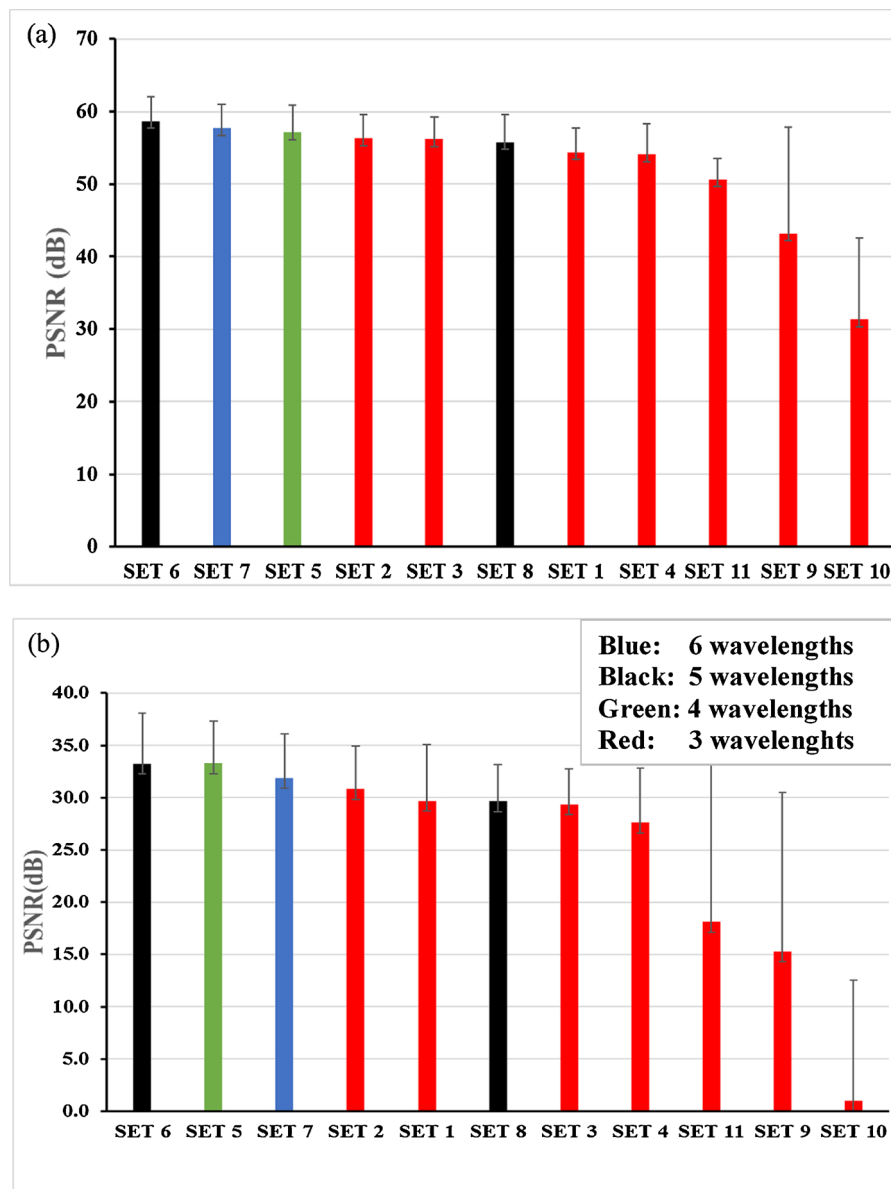 (a)
70
60
50
40
30
20
10
0
PSNR (dB)
SET 6 SET 7 SET 5 SET 2 SET 3 SET 8 SET 1 SET 4 SET 11 SET 9 SET 10
(b)
Blue: 6 wavelengths
Black: 5 wavelengths
Green: 4 wavelengths
Red: 3 wavelenghts
40.0
35.0
30.0
25.0
20.0
15.0
10.0
5.0
0.0
PSNR(dB)
SET 6 SET 5 SET 7 SET 2 SET 1 SET 8 SET 3 SET 4 SET 11 SET 9 SET 10